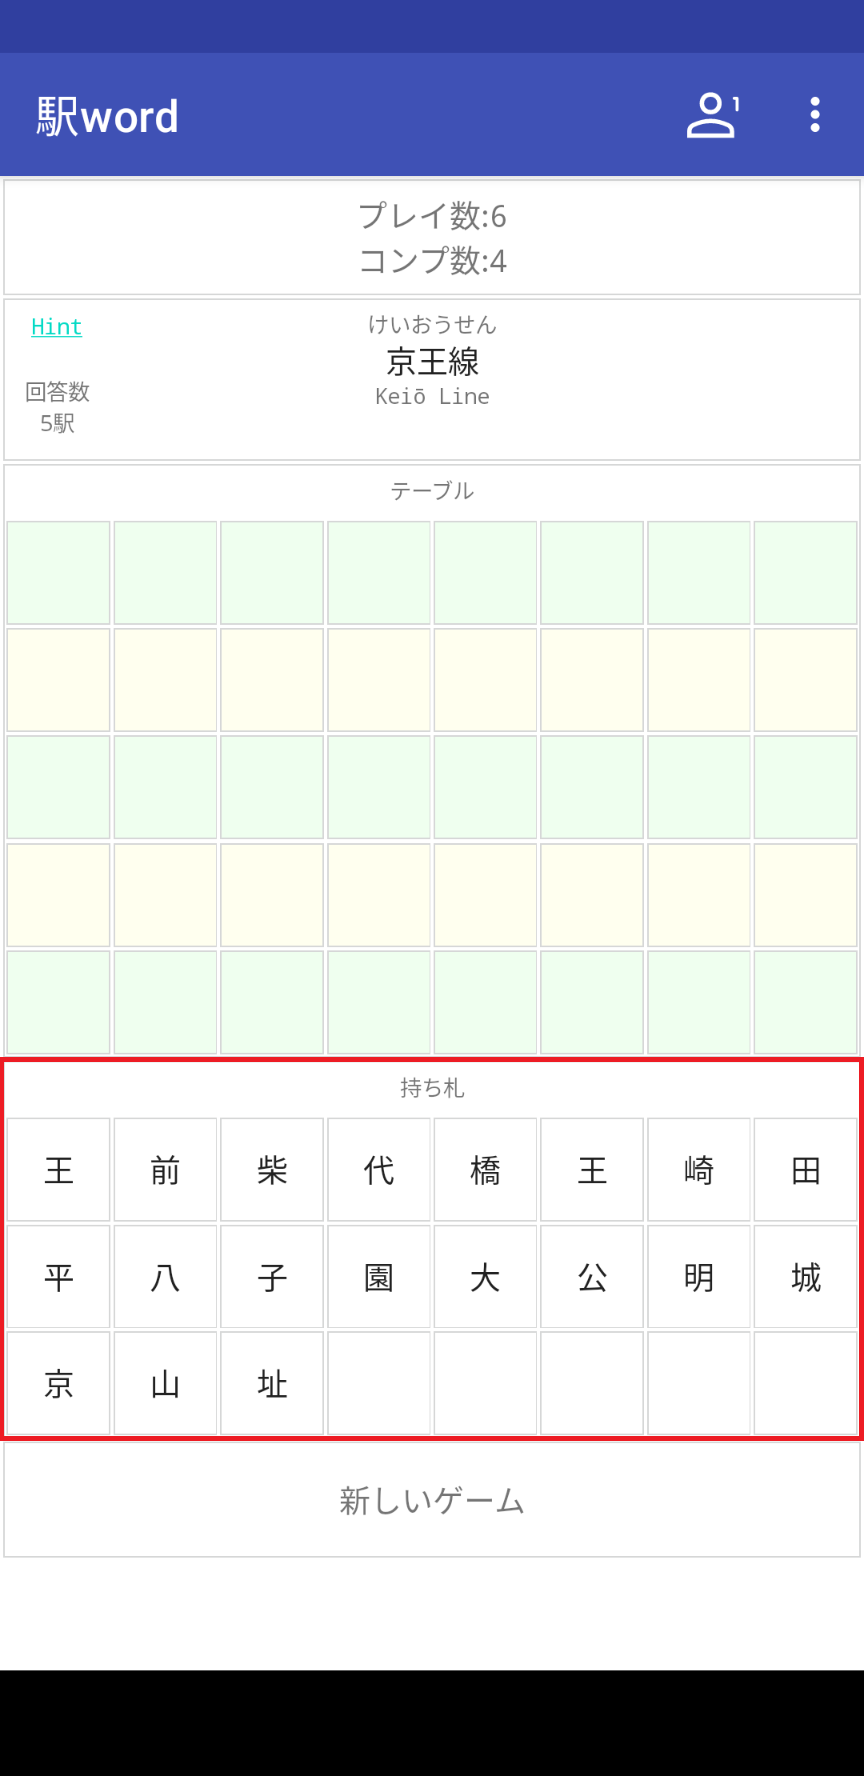 駅word
1
プレイ数:6
コンプ数:4
Hint
けいおうせん
京王線
Keiō Line
回答数
5駅
テーブル
持ち札
王 前 柴 代 橋 王 崎 田
平 八 子 園 大 公 明 城
京 山 址
新しいゲーム